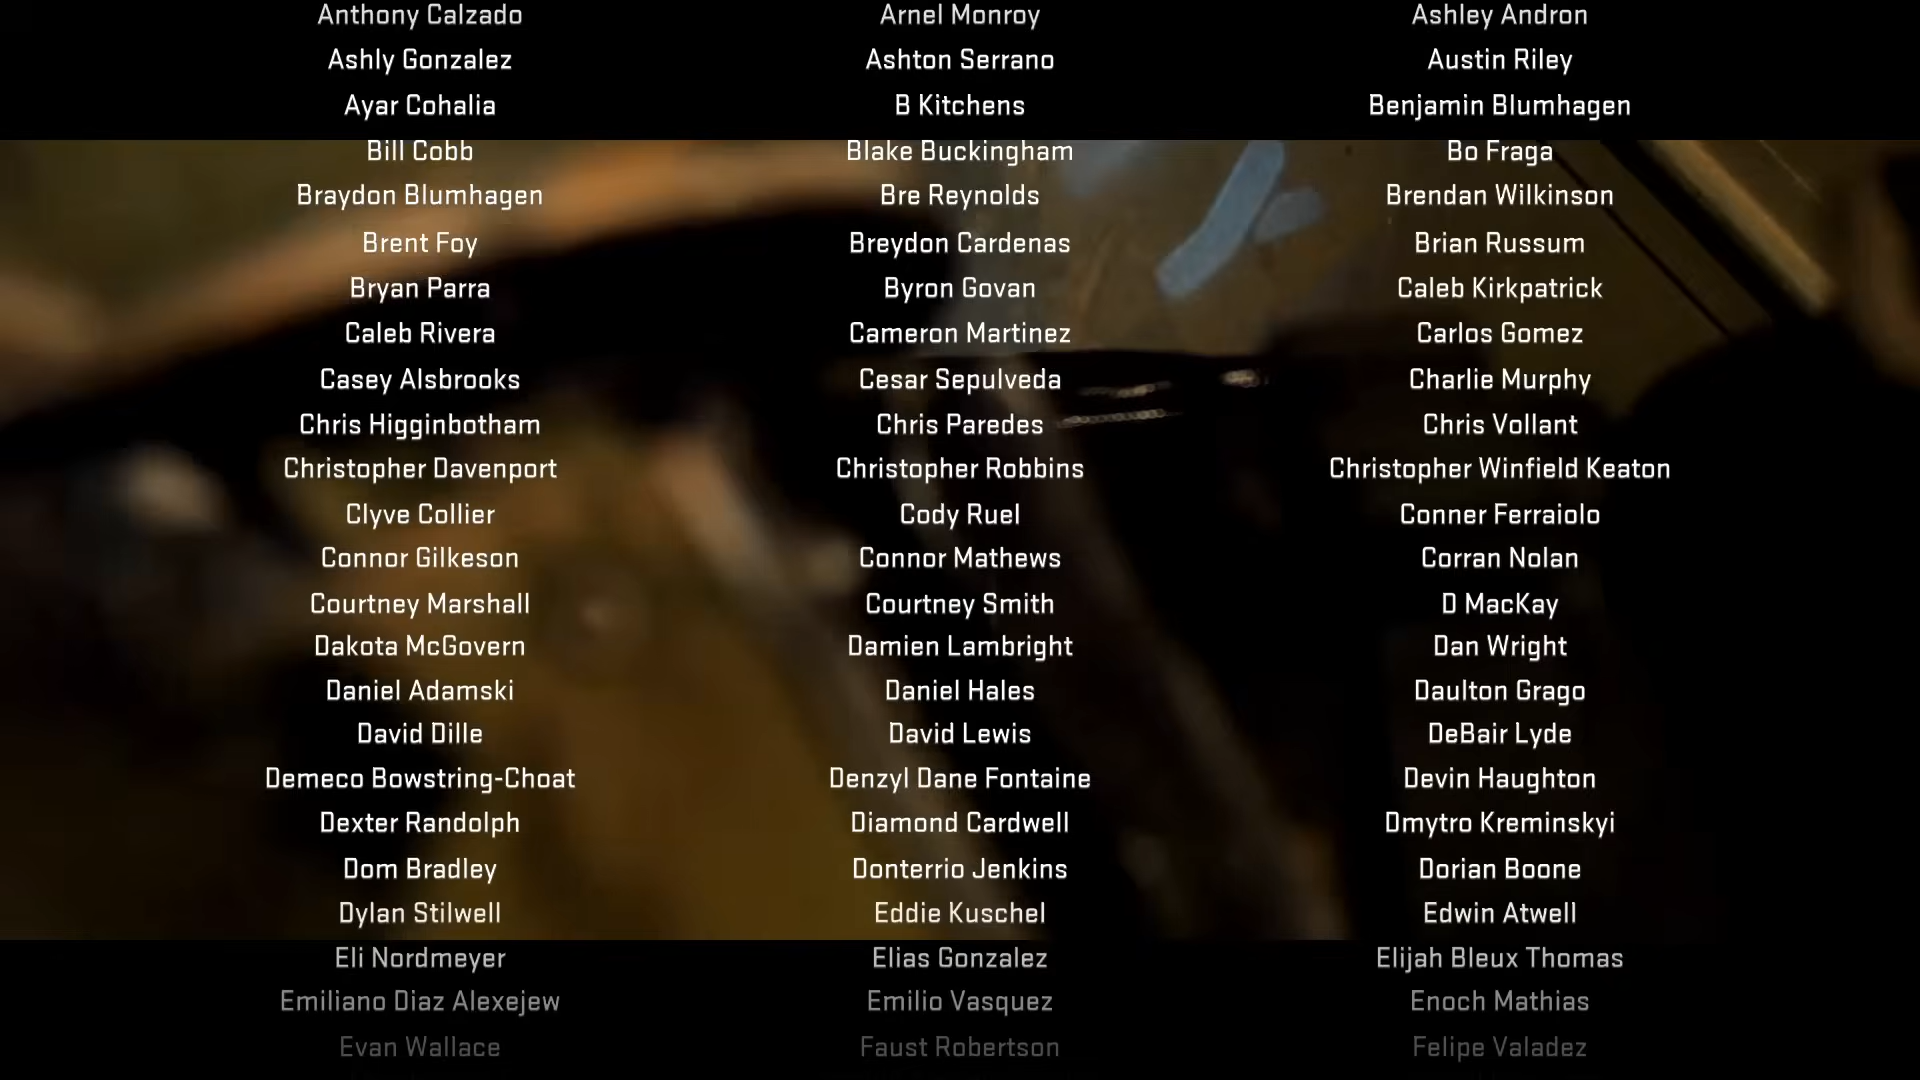 Anthony Calzado Arnel Monroy Ashley Andron
Ashly Gonzalez Ashton Serrano Austin Riley
Ayar Cohalia B Kitchens Benjamin Blumhagen
Bill Cobb Blake Buckingham Bo Fraga
Braydon Blumhagen Bre Reynolds Brendan Wilkinson
Brent Foy Breydon Cardenas Brian Russum
Bryan Parra Byron Govan Caleb Kirkpatrick
Caleb Rivera Cameron Martinez Carlos Gomez
Casey Alsbrooks Cesar Sepulveda Charlie Murphy
Chris Higginbotham Chris Paredes Chris Vollant
Christopher Davenport Christopher Robbins Christopher Winfield Keaton
Clyve Collier Cody Ruel Conner Ferraiolo
Connor Gilkeson Connor Mathews Corran Nolan
Courtney Marshall Courtney Smith D MacKay
Dakota McGovern Damien Lambright Dan Wright
Daniel Adamski Daniel Hales Daulton Grago
David Dille David Lewis DeBair Lyde
Demeco Bowstring-Choat Denzyl Dane Fontaine Devin Haughton
Dexter Randolph Diamond Cardwell Dmytro Kreminskyi
Dom Bradley Donterrio Jenkins Dorian Boone
Dylan Stilwell Eddie Kuschel Edwin Atwell
Eli Nordmeyer Elias Gonzalez Elijah Bleux Thomas
Emiliano Diaz Alexejew Emilio Vasquez Enoch Mathias
Evan Wallace Faust Robertson Felipe Valadez